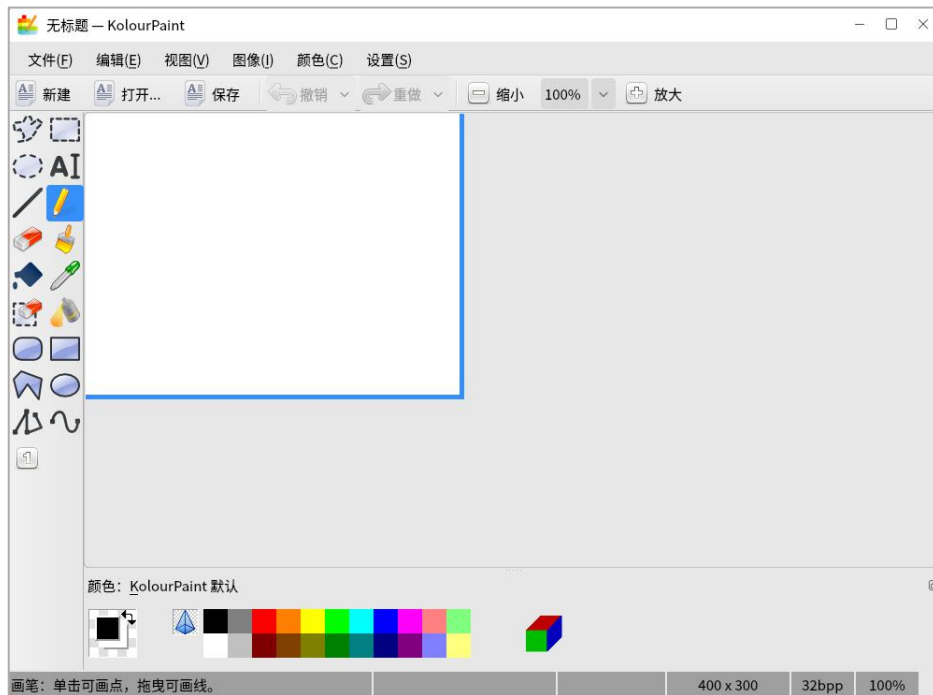 无标题 — KolourPaint
文件(F) 编辑(E) 视图(V) 图像(I) 颜色(C) 设置(S)
新建 打开... 保存 撤销 重做 缩小 100% 放大
AI
颜色：KolourPaint 默认
画笔：单击可画点，拖曳可画线。 400 x 300 32bpp 100%